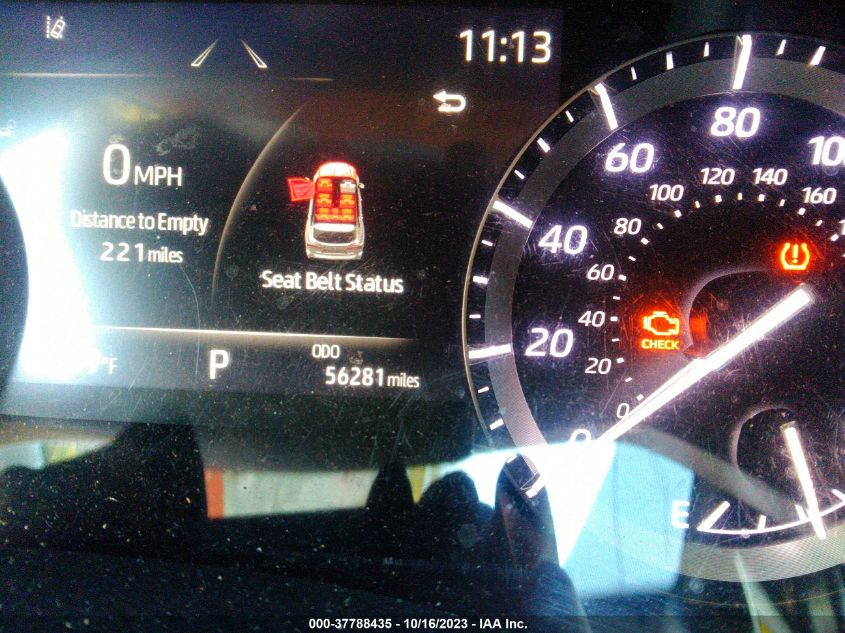 11:13
0 MPH
Distance to Empty
221 miles
Seat Belt Status
°F
P
ODO
56281 miles
0
20
40
60
80
0
20
40
60
80
100
120
140
160
CHECK
E
000-37788435 - 10/16/2023 - IAA Inc.